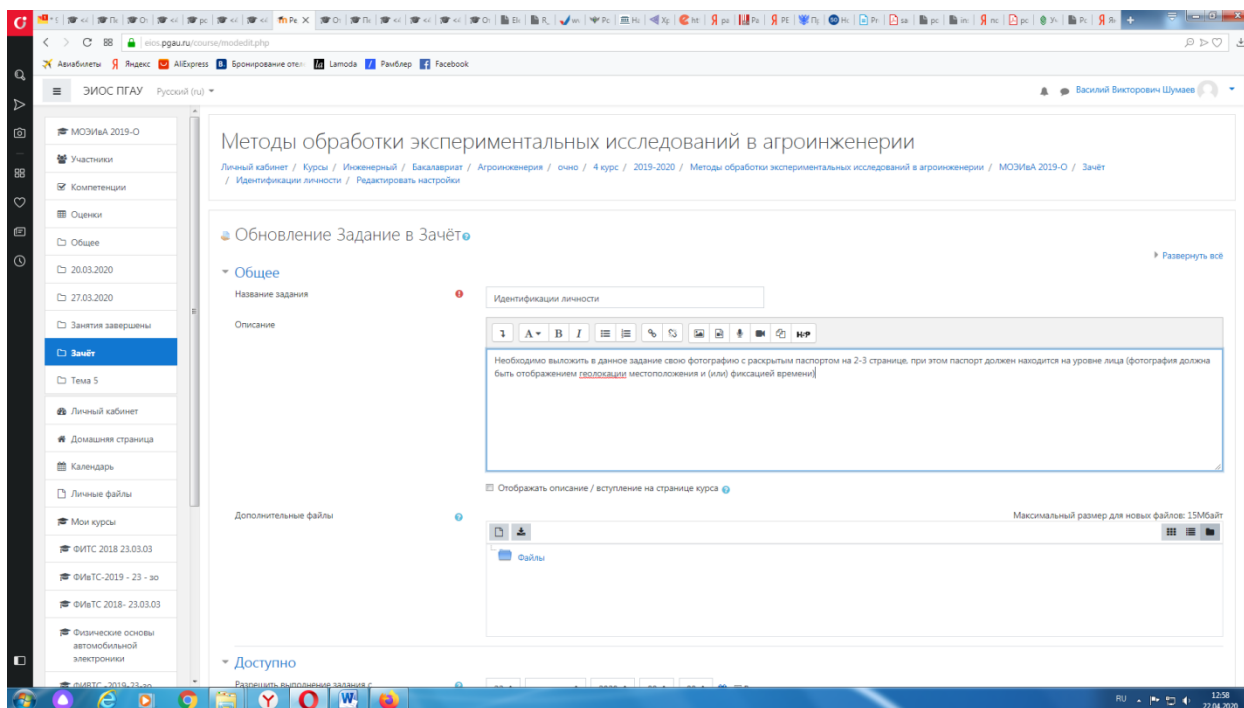 eios.pgau.ru/course/modedit.php
Авиабилеты Яндекс AliExpress Бронирование отел Lamoda Рамблер Facebook
ЭИОС ПГАУ Русский (ru)
Василий Викторович Шумаев
МОЭИвА 2019-О
Участники
Компетенции
Оценки
Общее
20.03.2020
27.03.2020
Занятия завершены
Зачёт
Тема 5
Личный кабинет
Домашняя страница
Календарь
Личные файлы
Мои курсы
ФИТС 2018 23.03.03
ФИвТС-2019 - 23 - зо
ФИвТС 2018- 23.03.03
Физические основы
автомобильной
электроники
Методы обработки экспериментальных исследований в агроинженерии
Личный кабинет / Курсы / Инженерный / Бакалавриат / Агроинженерия / очно / 4 курс / 2019-2020 / Методы обработки экспериментальных исследований в агроинженерии / МОЭИвА 2019-О / Зачёт
/ Идентификации личности / Редактировать настройки
Обновление Задание в Зачёт
Развернуть всё
Общее
Название задания
Идентификации личности
Описание
Необходимо выложить в данное задание свою фотографию с раскрытым паспортом на 2-3 странице, при этом паспорт должен находится на уровне лица (фотография должна
быть отображением геолокации местоположения и (или) фиксацией времени)
Отображать описание / вступление на странице курса
Дополнительные файлы
Максимальный размер для новых файлов: 15Мбайт
Файлы
Доступно
Разрешить выполнение задания с
RU
12:58
22.04.2020